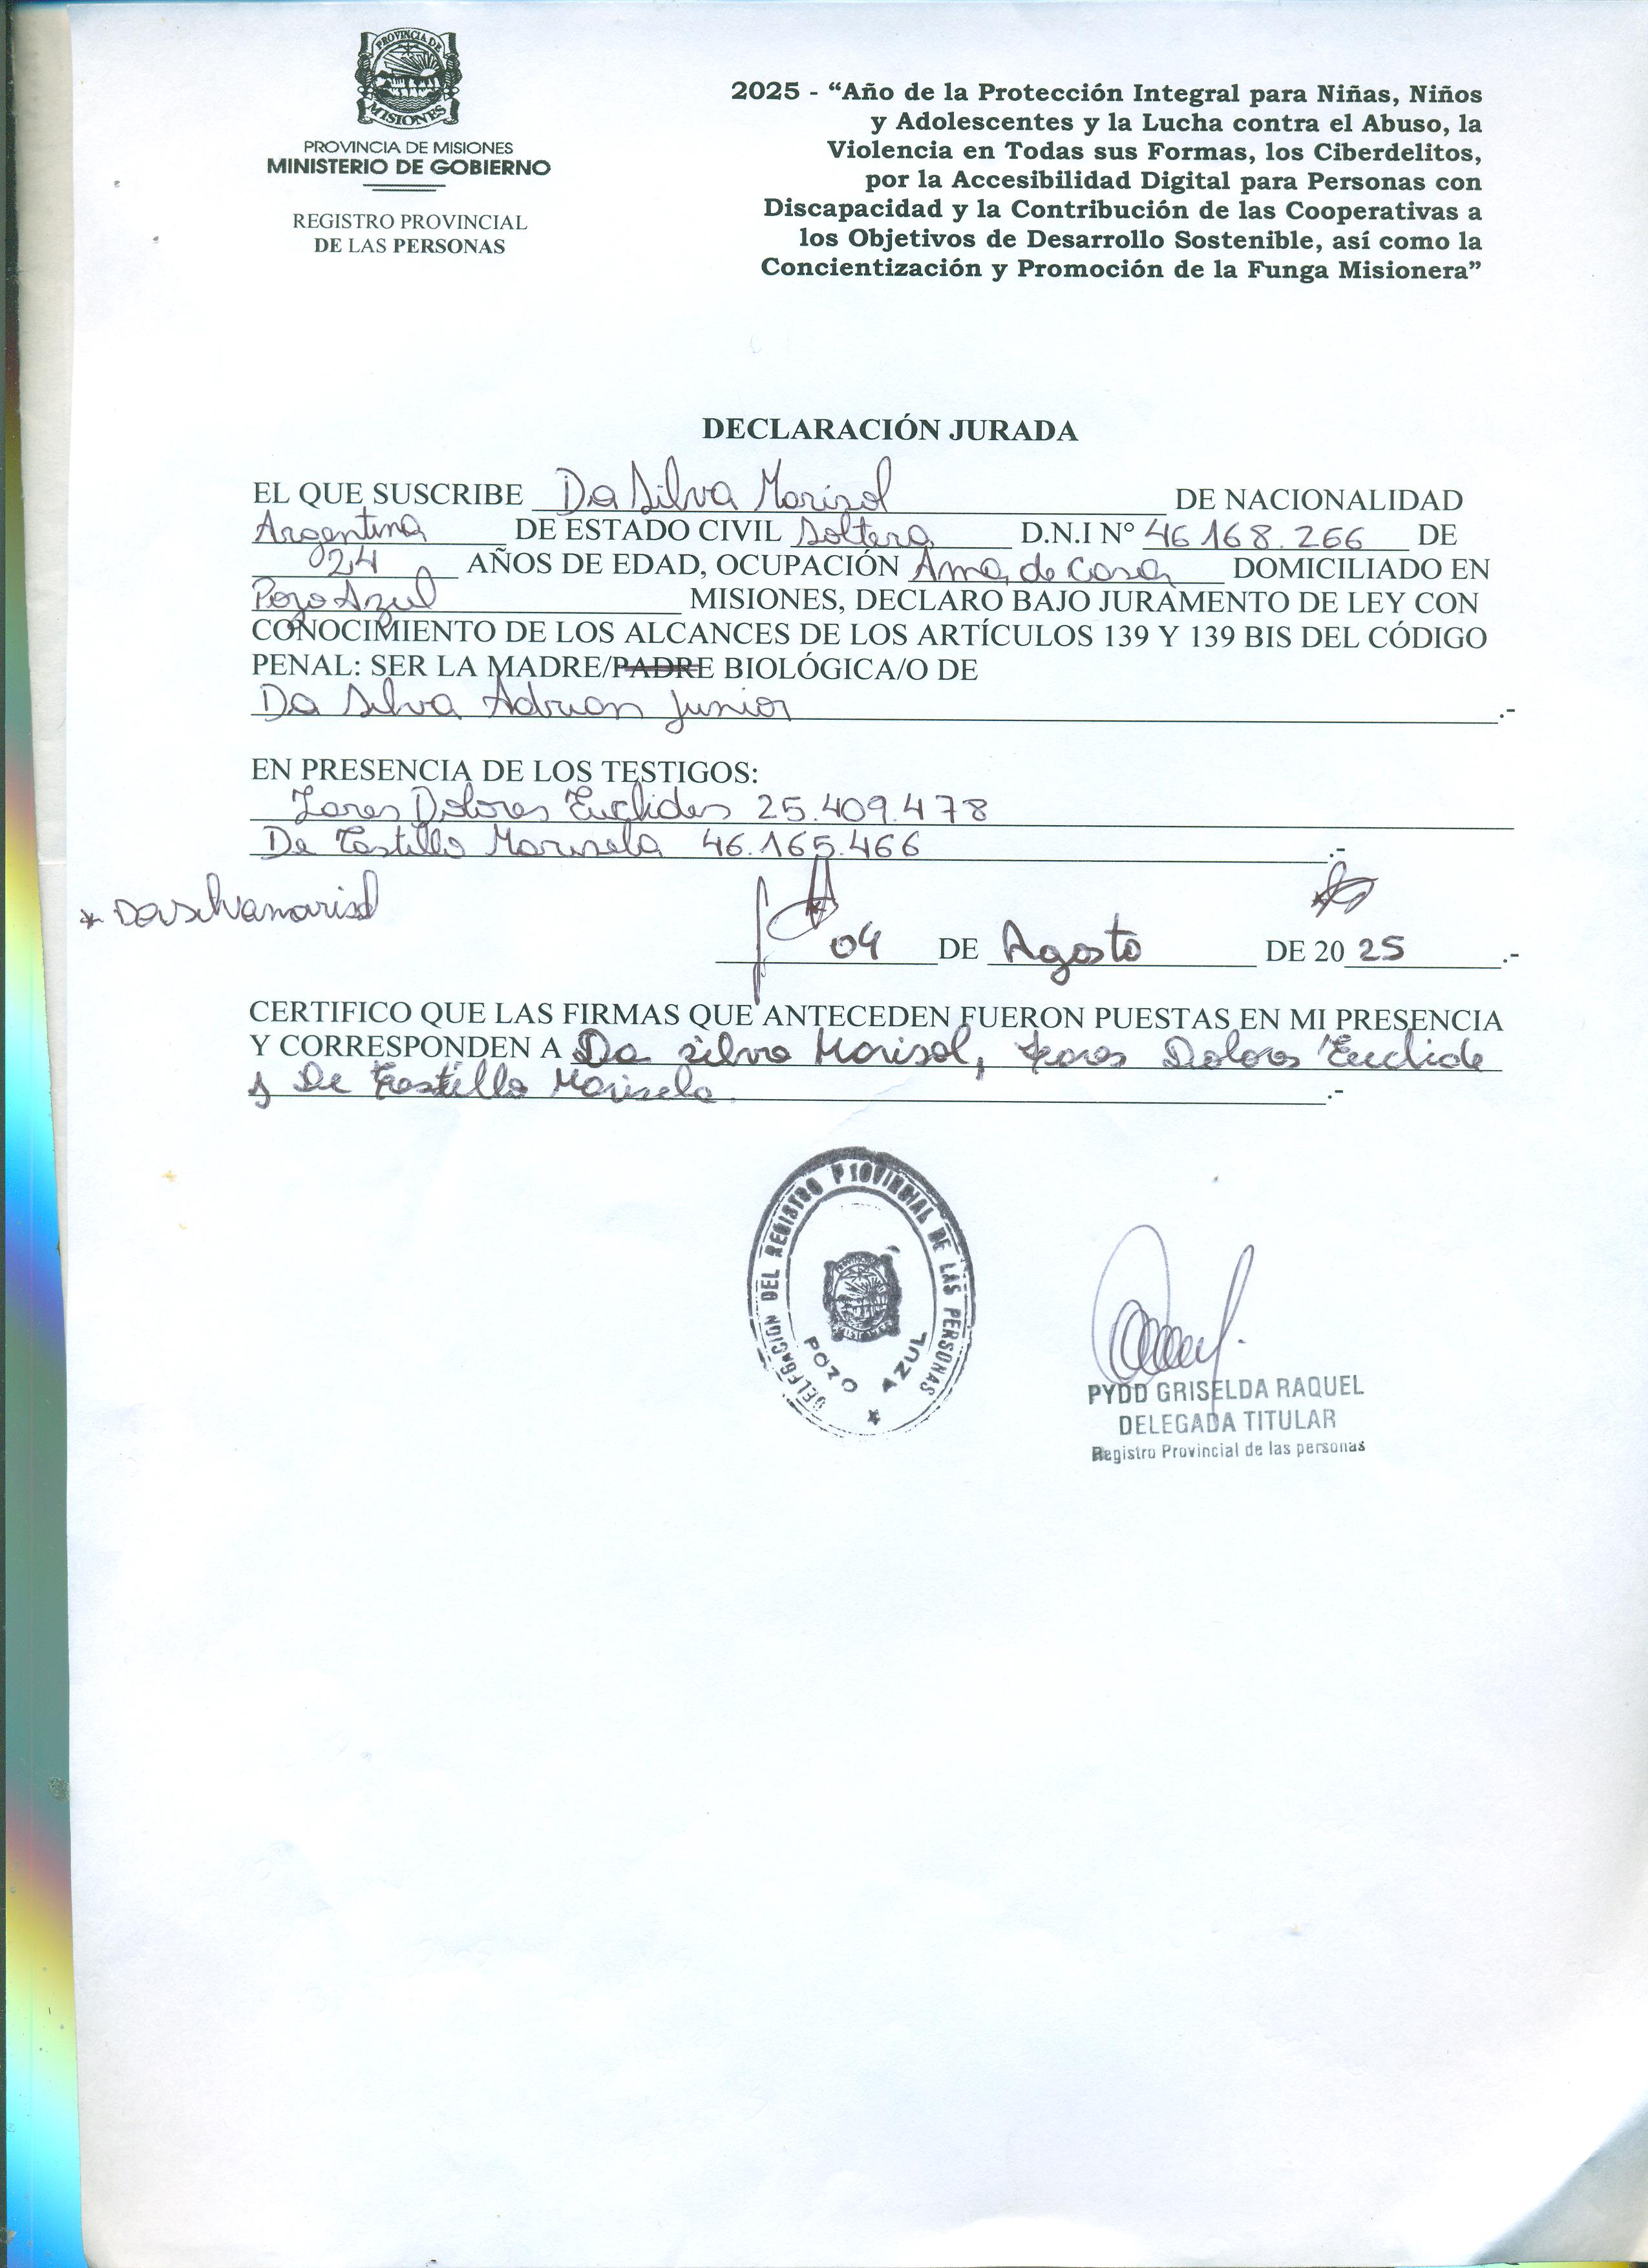 PROVINCIA DE
MISIONES
PROVINCIA DE MISIONES
MINISTERIO DE GOBIERNO
REGISTRO PROVINCIAL
DE LAS PERSONAS
2025 - “Año de la Protección Integral para Niñas, Niños
y Adolescentes y la Lucha contra el Abuso, la
Violencia en Todas sus Formas, los Ciberdelitos,
por la Accesibilidad Digital para Personas con
Discapacidad y la Contribución de las Cooperativas a
los Objetivos de Desarrollo Sostenible, así como la
Concientización y Promoción de la Funga Misionera”
DECLARACIÓN JURADA
EL QUE SUSCRIBE Da Silva Marisol DE NACIONALIDAD
Argentina DE ESTADO CIVIL Soltera D.N.I N° 46.168.266 DE
024 AÑOS DE EDAD, OCUPACIÓN Ama de Casa DOMICILIADO EN
Pozo Azul MISIONES, DECLARO BAJO JURAMENTO DE LEY CON
CONOCIMIENTO DE LOS ALCANCES DE LOS ARTÍCULOS 139 Y 139 BIS DEL CÓDIGO
PENAL: SER LA MADRE/PADRE BIOLÓGICA/O DE
Da Silva Adrian Junior .-
EN PRESENCIA DE LOS TESTIGOS:
Dolores Euclides 25.409.478
De Castillo Marisela 46.165.466 .-
* Dasilvamarisol
04 DE Agosto DE 2025 .-
CERTIFICO QUE LAS FIRMAS QUE ANTECEDEN FUERON PUESTAS EN MI PRESENCIA
Y CORRESPONDEN A Da Silva Marisol, Dolores Euclide
y De Castillo Marisela .-
DELEGACION DEL REGISTRO PROVINCIAL DE LAS PERSONAS
POZO AZUL
PYDD GRISELDA RAQUEL
DELEGADA TITULAR
Registro Provincial de las personas